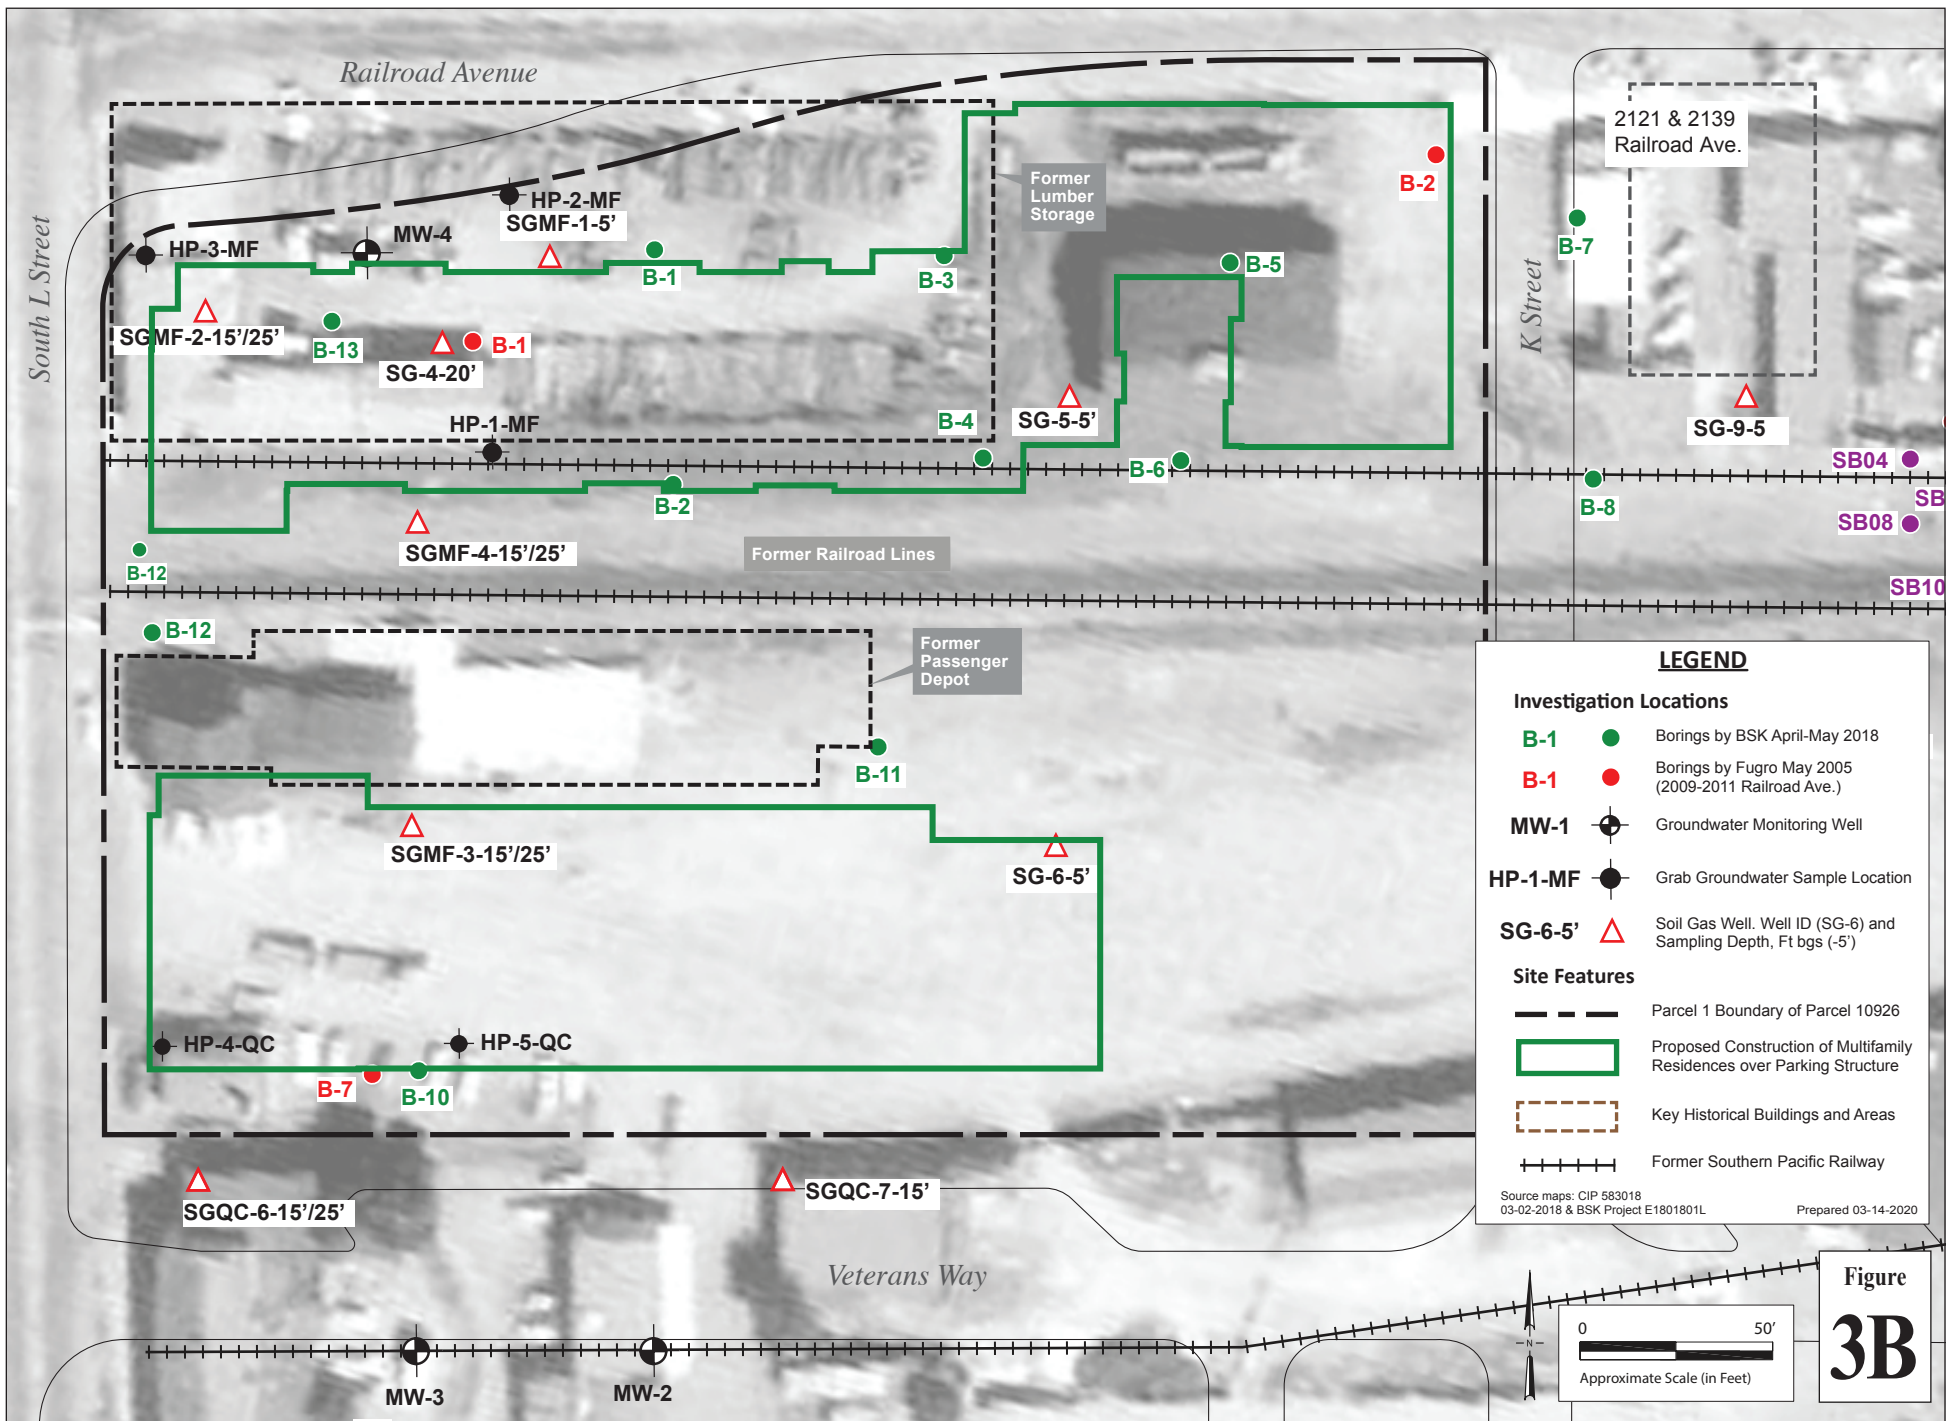 Railroad Avenue
2121 & 2139
Railroad Ave.
Former
Lumber
Storage
B-2
South L Street
HP-2-MF
SGMF-1-5’
HP-3-MF
MW-4
B-1
B-3
B-5
B-7
K Street
SGMF-2-15’/25’
B-13
B-1
SG-4-20’
HP-1-MF
B-4
SG-5-5’
SG-9-5
B-6
SB04
B-2
B-8
SB
SB08
SGMF-4-15’/25’
Former Railroad Lines
B-12
SB10
B-12
Former
Passenger
Depot
B-11
SGMF-3-15’/25’
SG-6-5’
HP-4-QC
HP-5-QC
B-7
B-10
SGQC-6-15’/25’
SGQC-7-15’
Veterans Way
MW-3
MW-2
LEGEND
Investigation Locations
B-1
Borings by BSK April-May 2018
B-1
Borings by Fugro May 2005
(2009-2011 Railroad Ave.)
MW-1
Groundwater Monitoring Well
HP-1-MF
Grab Groundwater Sample Location
SG-6-5’
Soil Gas Well. Well ID (SG-6) and
Sampling Depth, Ft bgs (-5’)
Site Features
Parcel 1 Boundary of Parcel 10926
Proposed Construction of Multifamily
Residences over Parking Structure
Key Historical Buildings and Areas
Former Southern Pacific Railway
Source maps: CIP 583018
03-02-2018 & BSK Project E1801801L
Prepared 03-14-2020
N
0 50’
Approximate Scale (in Feet)
Figure
3B